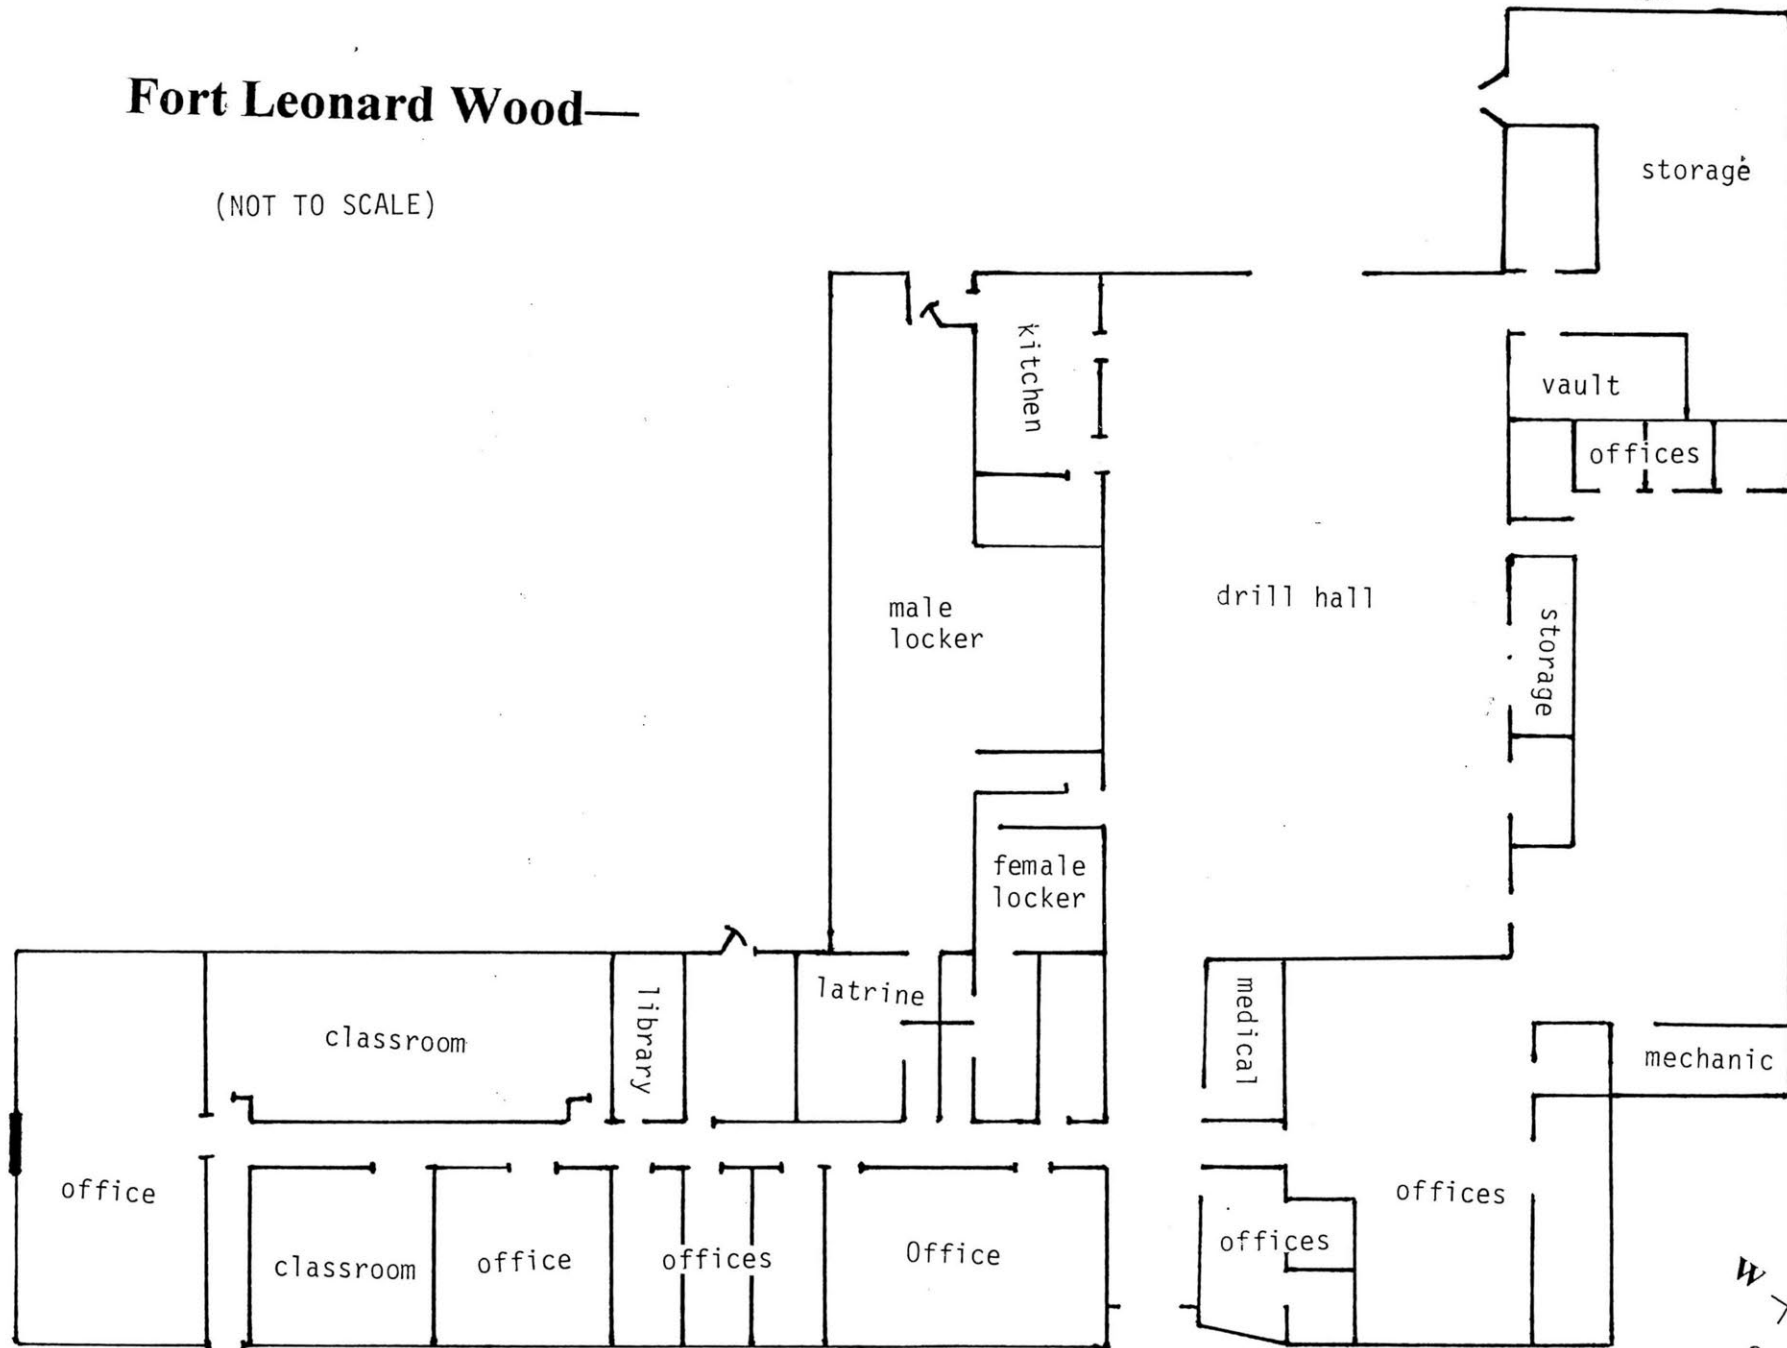 Fort Leonard Wood—
(NOT TO SCALE)
storage
kitchen
vault
offices
male
locker
drill hall
storage
female
locker
library
latrine
medical
classroom
mechanic
office
offices
classroom
office
offices
Office
offices
W